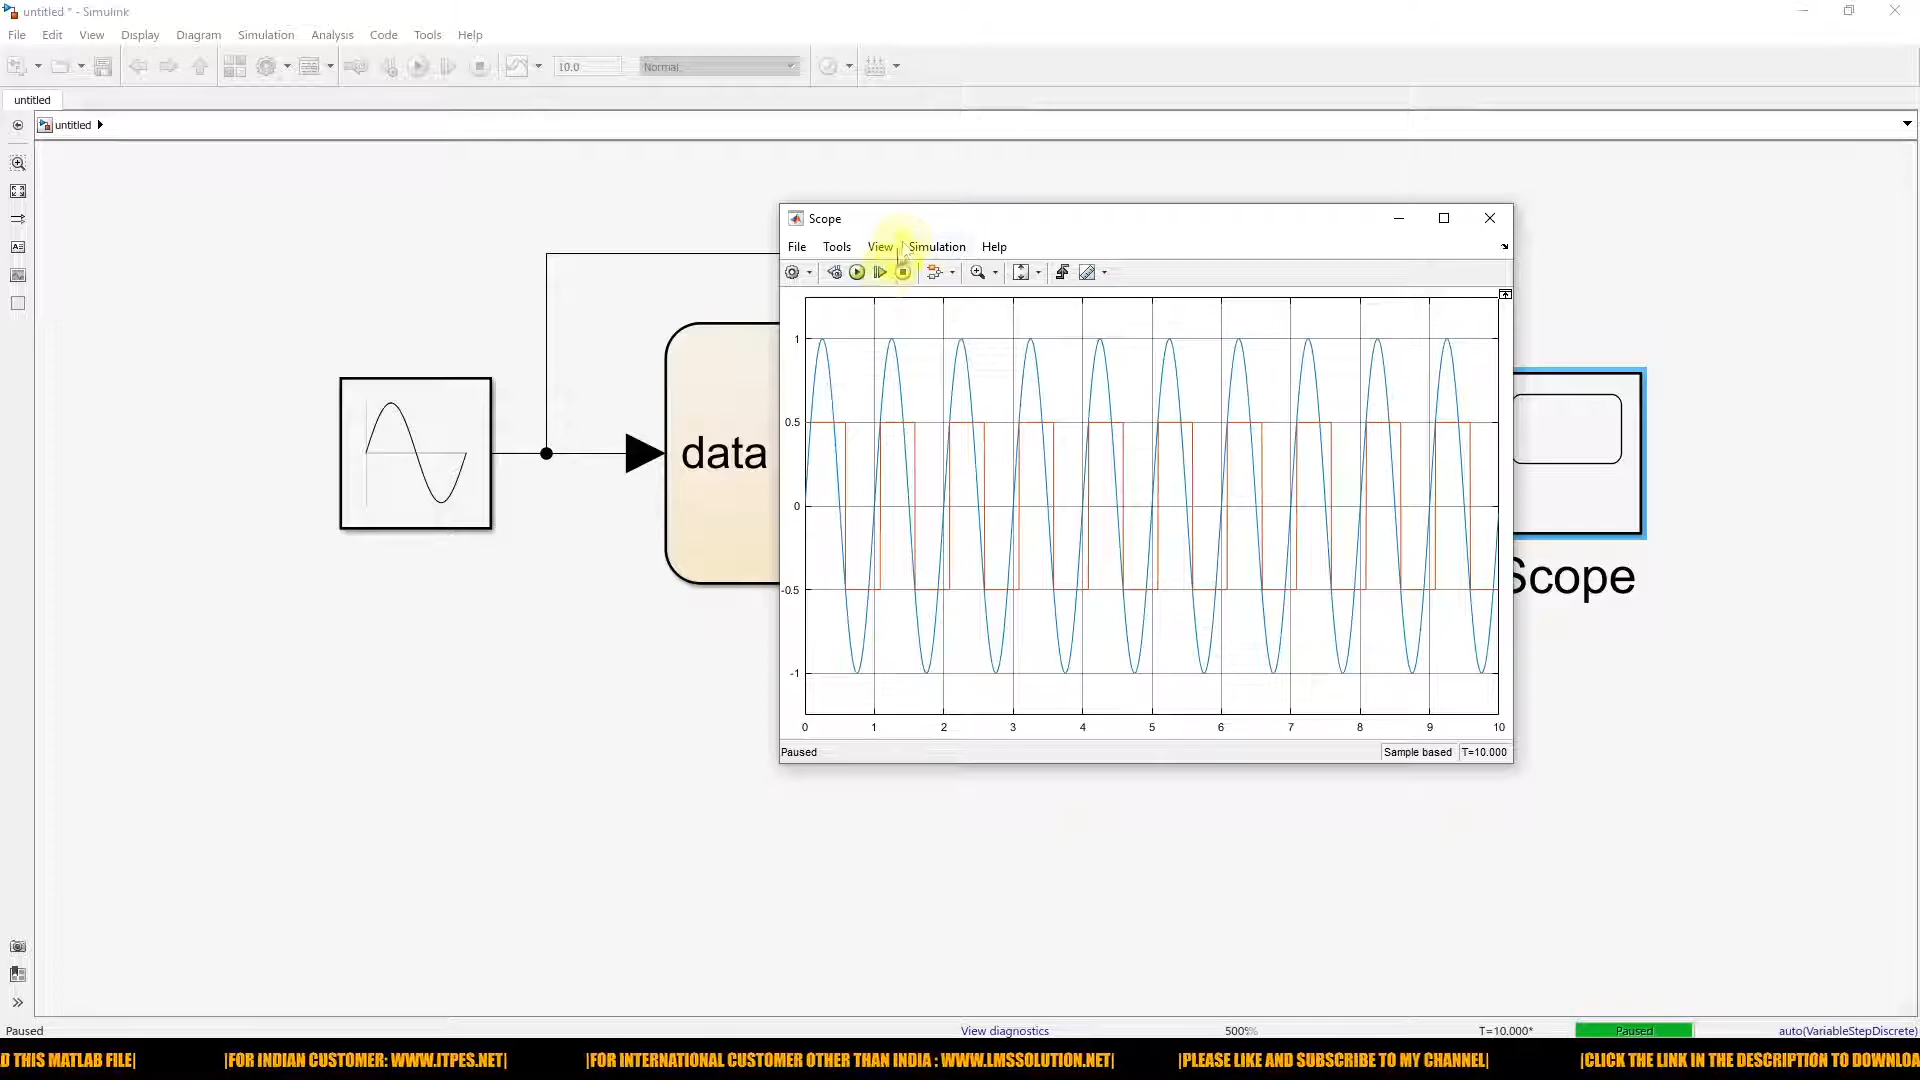 untitled * - Simulink
File Edit View Display Diagram Simulation Analysis Code Tools Help
10.0 Normal
untitled
untitled
Scope
File Tools View Simulation Help
1
0.5
0
-0.5
-1
0 1 2 3 4 5 6 7 8 9 10
Paused Sample based T=10.000
data
Scope
Paused View diagnostics 500% T=10.000* Paused auto(VariableStepDiscrete)
D THIS MATLAB FILE| |FOR INDIAN CUSTOMER: WWW.ITPES.NET| |FOR INTERNATIONAL CUSTOMER OTHER THAN INDIA : WWW.LMSSOLUTION.NET| |PLEASE LIKE AND SUBSCRIBE TO MY CHANNEL| |CLICK THE LINK IN THE DESCRIPTION TO DOWNLOA